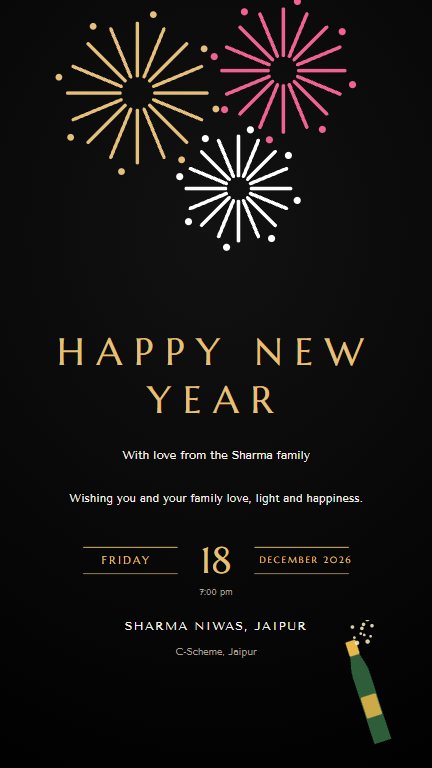 HAPPY NEW
YEAR
With love from the Sharma family
Wishing you and your family love, light and happiness.
FRIDAY 18 DECEMBER 2026
7:00 pm
SHARMA NIWAS, JAIPUR
C-Scheme, Jaipur